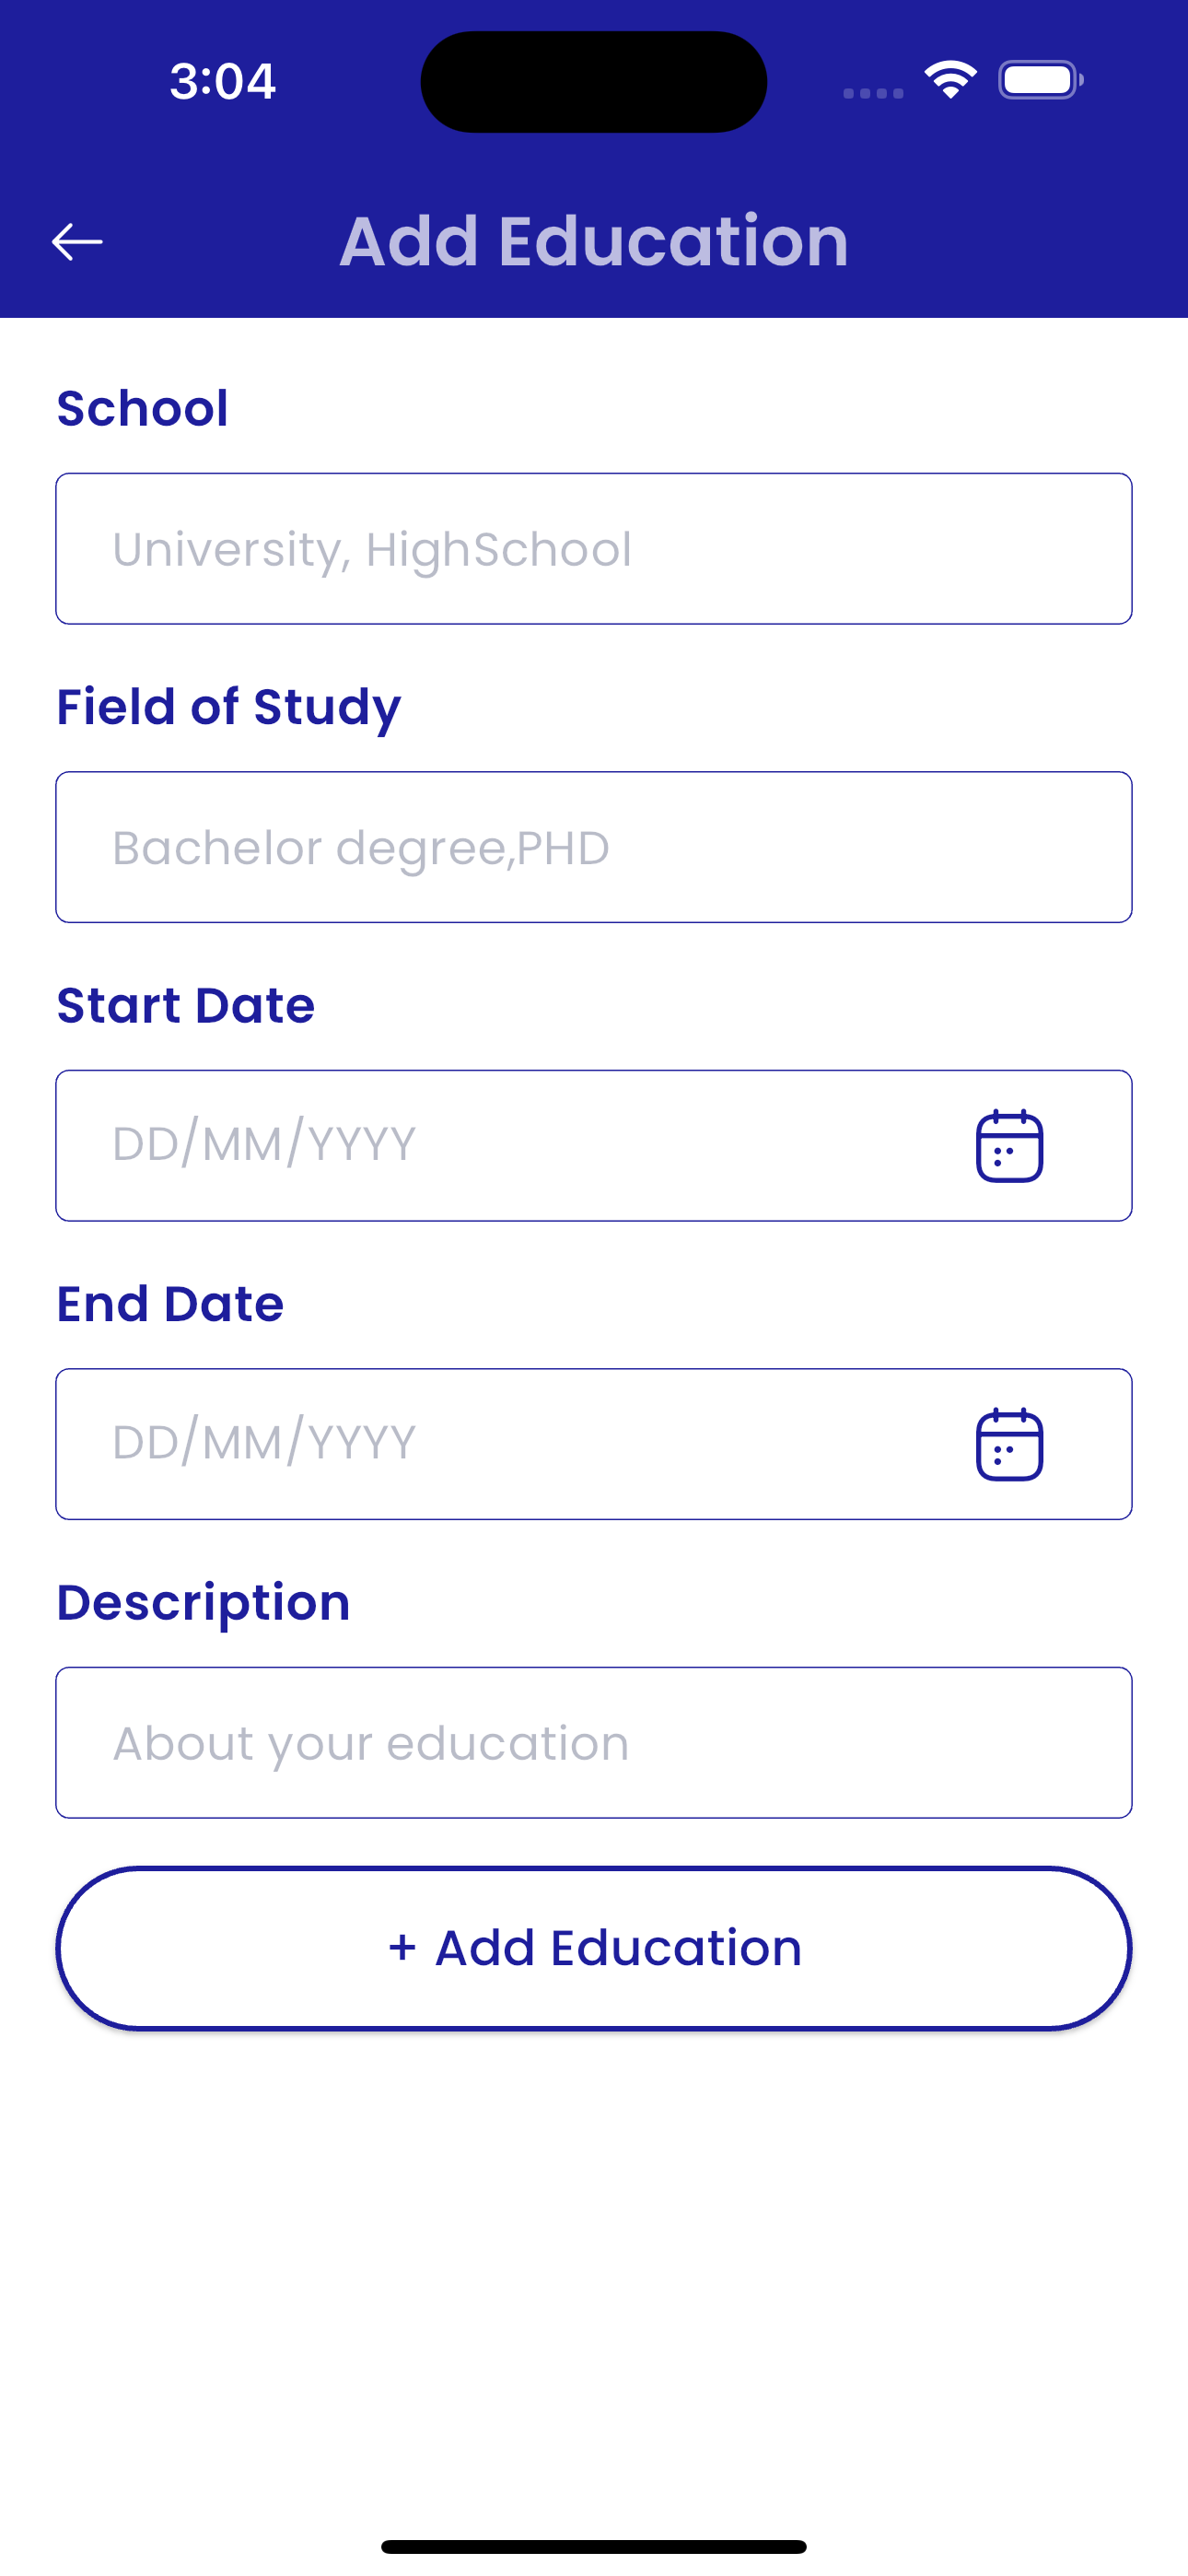 3:04
Add Education
School
University, HighSchool
Field of Study
Bachelor degree,PHD
Start Date
DD/MM/YYYY
End Date
DD/MM/YYYY
Description
About your education
+ Add Education